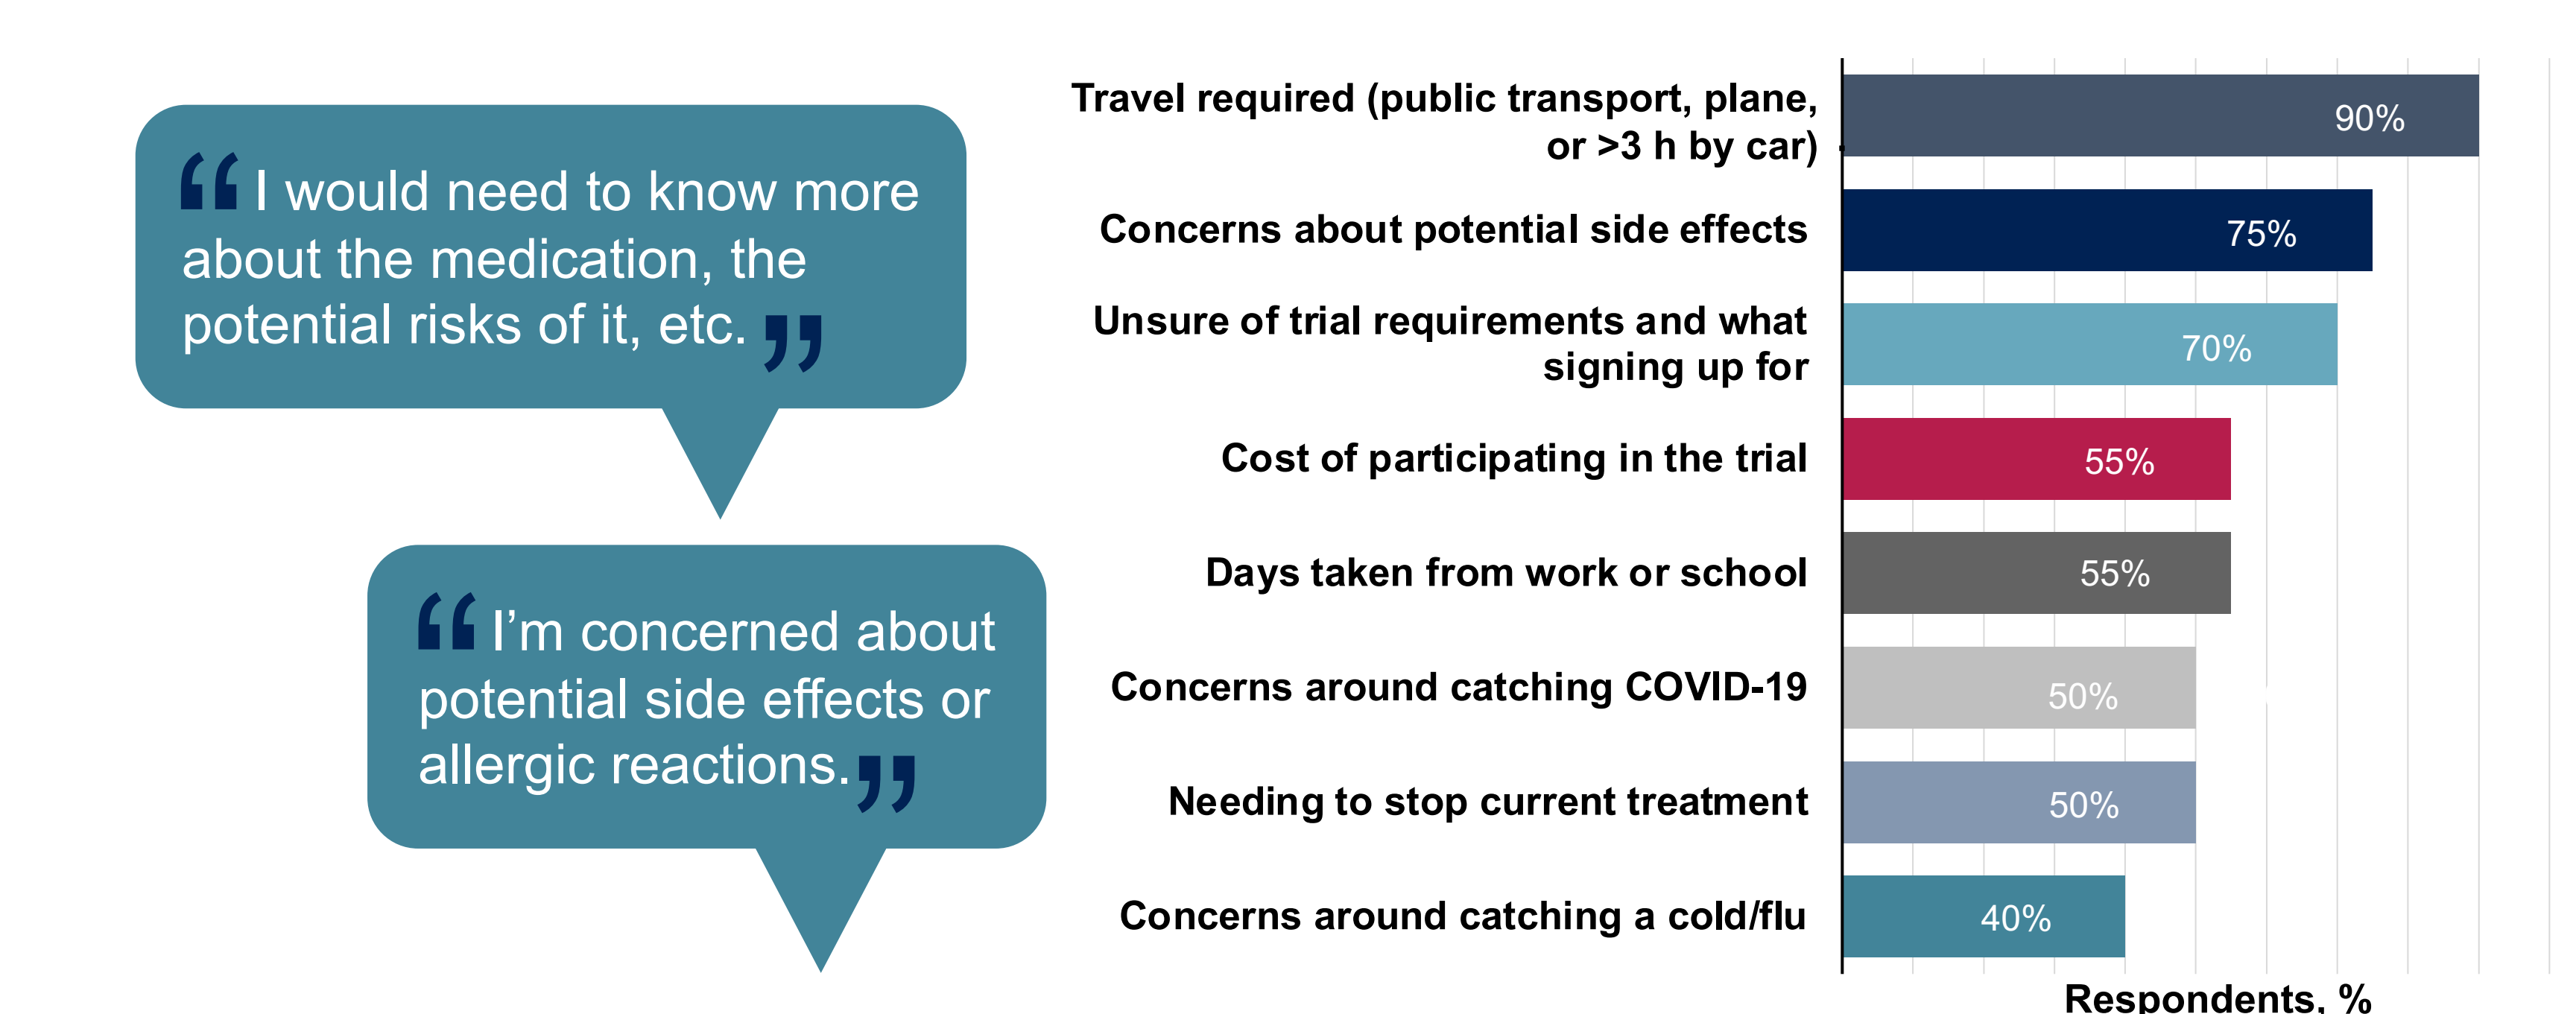 “ I would need to know more
about the medication, the
potential risks of it, etc. ”
“ I’m concerned about
potential side effects or
allergic reactions. ”
Travel required (public transport, plane,
or >3 h by car)
90%
Concerns about potential side effects
75%
Unsure of trial requirements and what
signing up for
70%
Cost of participating in the trial
55%
Days taken from work or school
55%
Concerns around catching COVID-19
50%
Needing to stop current treatment
50%
Concerns around catching a cold/flu
40%
Respondents, %